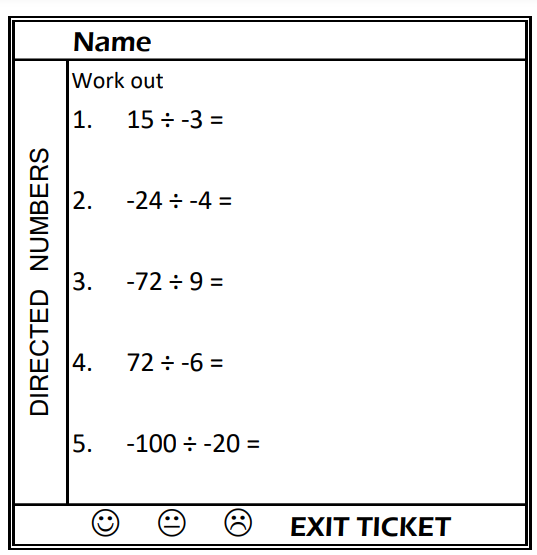 Name
DIRECTED NUMBERS
Work out
1. 15 ÷ -3 =
2. -24 ÷ -4 =
3. -72 ÷ 9 =
4. 72 ÷ -6 =
5. -100 ÷ -20 =
EXIT TICKET